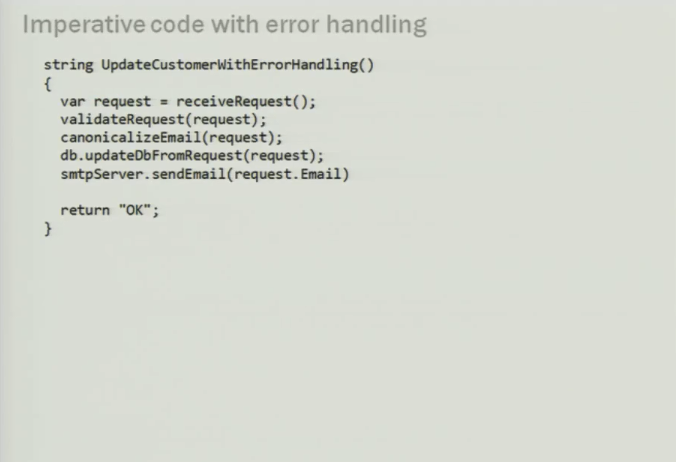 Imperative code with error handling
string UpdateCustomerWithErrorHandling()
{
var request = receiveRequest();
validateRequest(request);
canonicalizeEmail(request);
db.updateDbFromRequest(request);
smtpServer.sendEmail(request.Email)
return "OK";
}